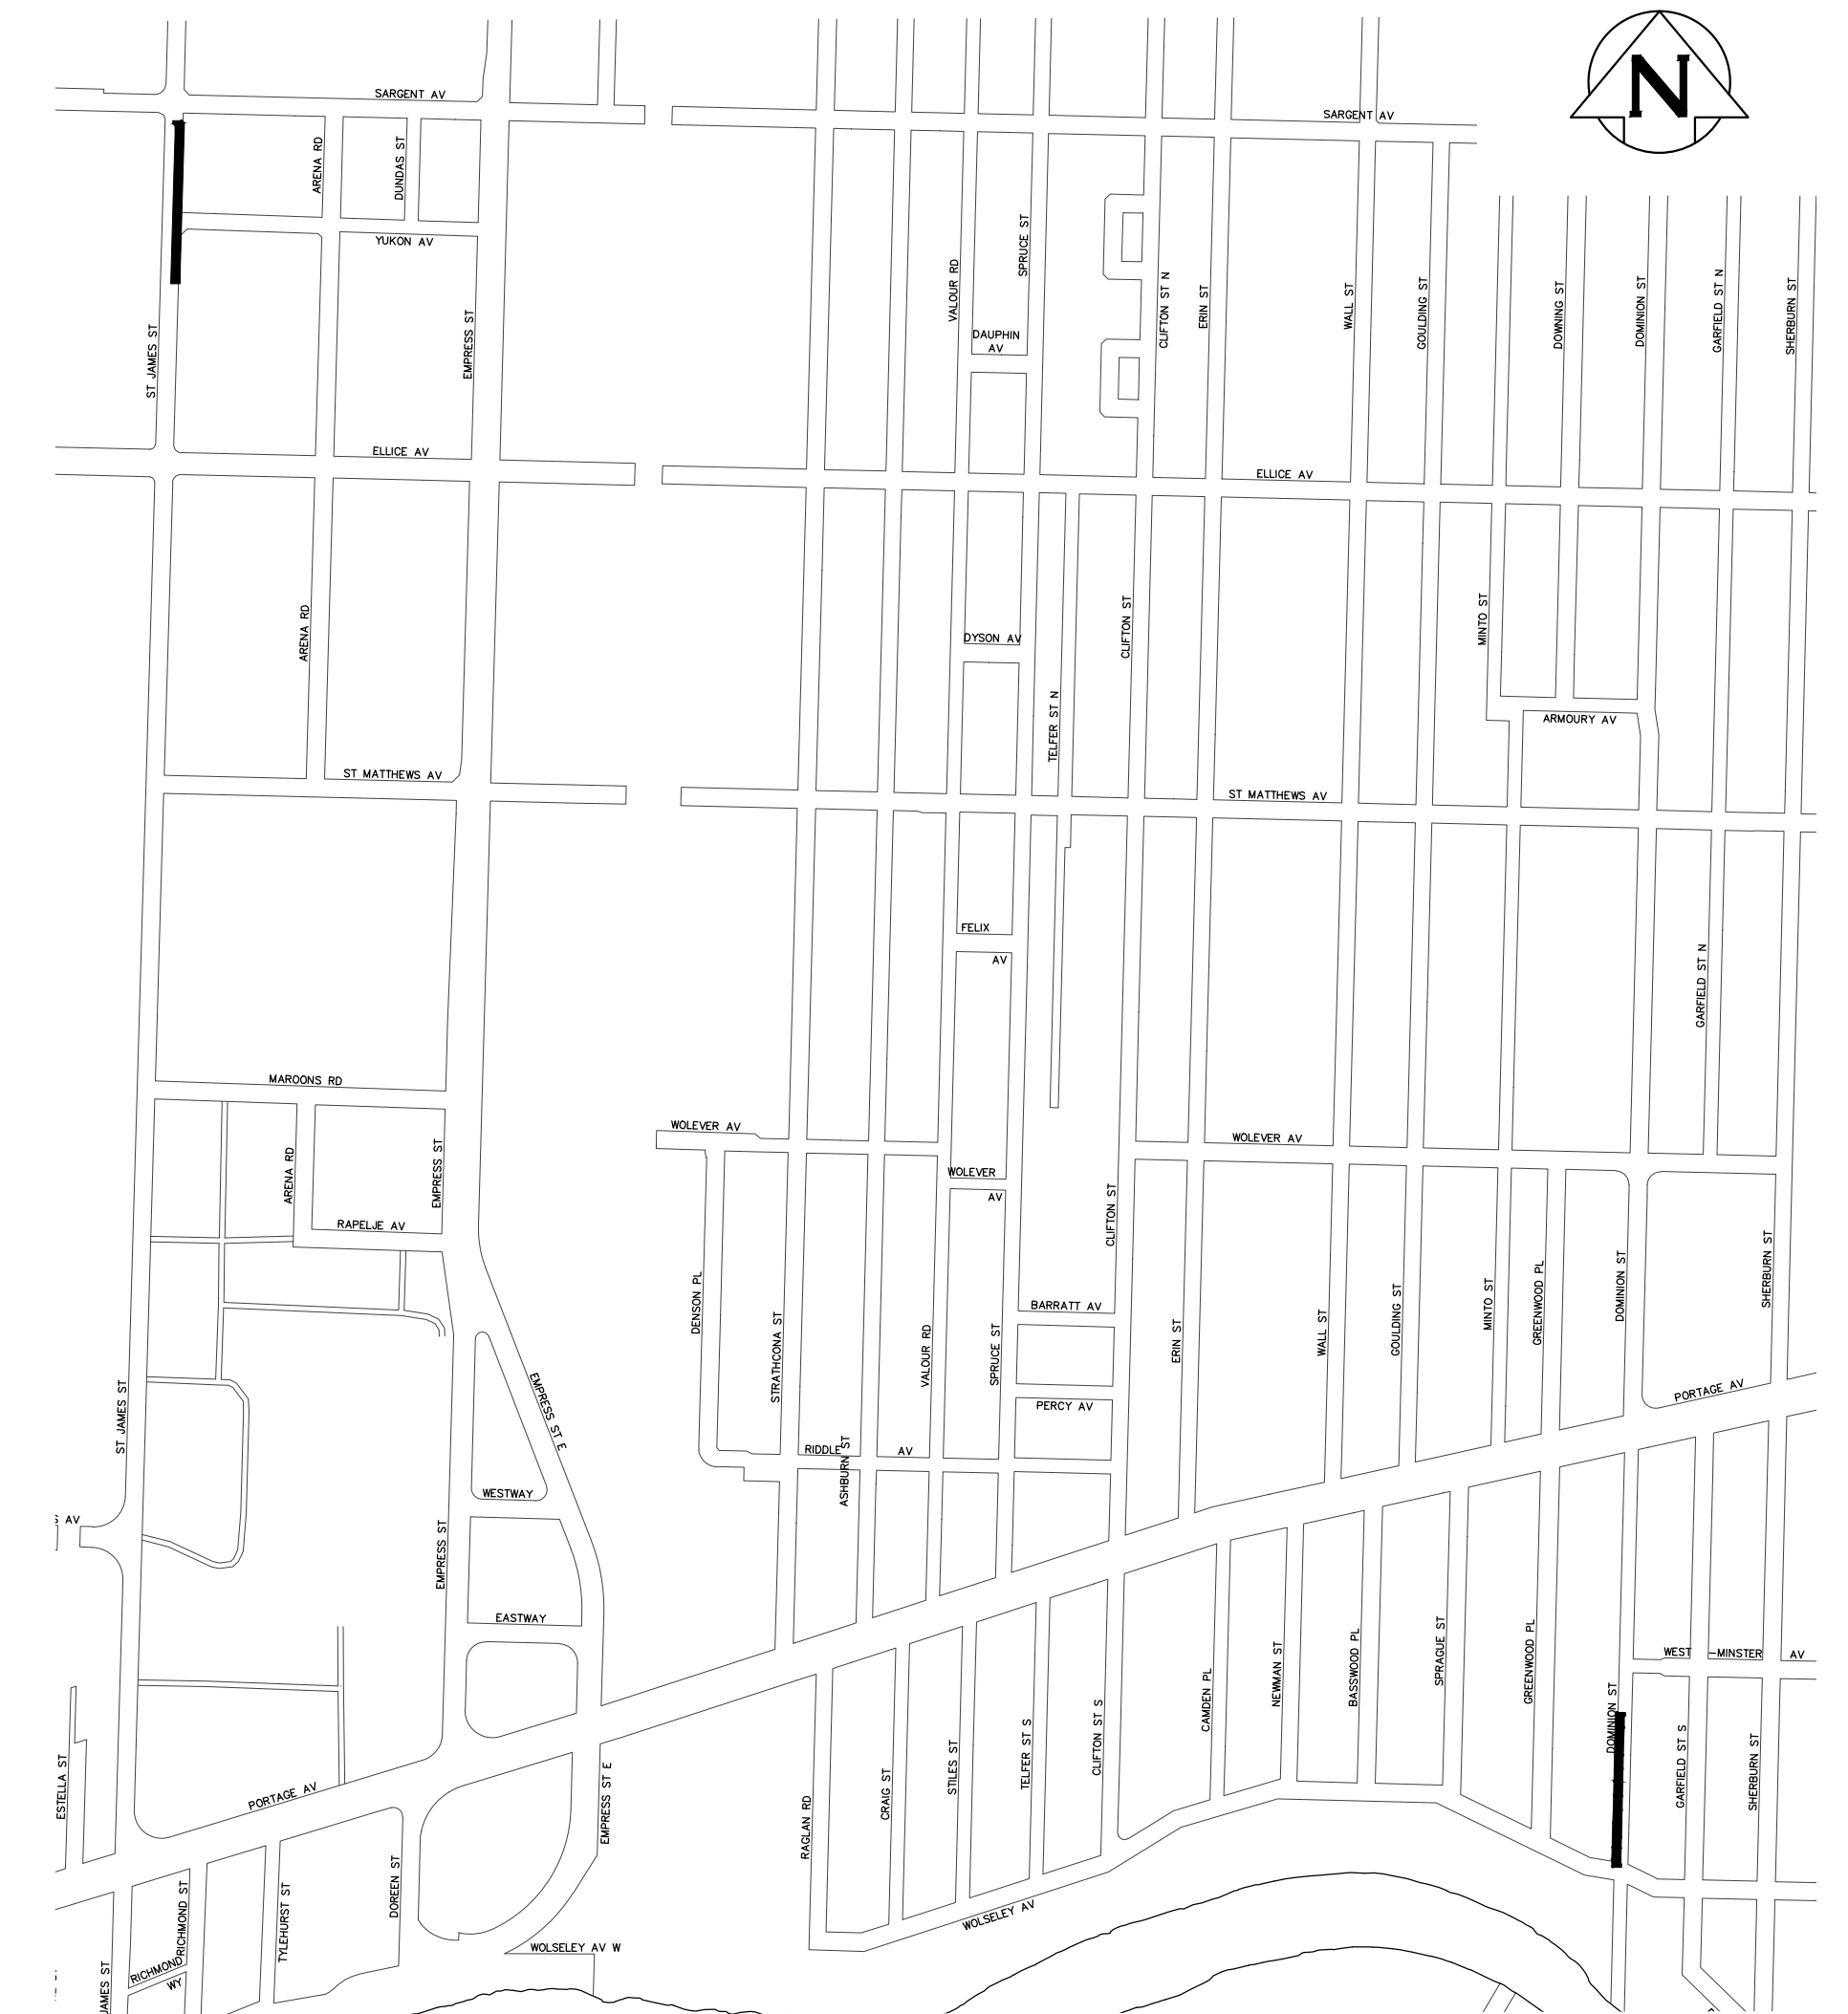 N
SARGENT AV
SARGENT AV
ARENA RD
DUNDAS ST
YUKON AV
SPRUCE ST
VALOUR RD
CLIFTON ST N
ERIN ST
WALL ST
GOULDING ST
DOWNING ST
DOMINION ST
GARFIELD ST N
SHERBURN ST
ST JAMES ST
EMPRESS ST
DAUPHIN
AV
ELLICE AV
ELLICE AV
ARENA RD
DYSON AV
CLIFTON ST
MINTO ST
TELFER ST N
ARMOURY AV
ST MATTHEWS AV
ST MATTHEWS AV
FELIX
AV
GARFIELD ST N
MAROONS RD
WOLEVER AV
WOLEVER AV
ARENA RD
EMPRESS ST
WOLEVER
AV
CLIFTON ST
RAPELJE AV
DENSON PL
STRATHCONA ST
VALOUR RD
SPRUCE ST
BARRATT AV
ERIN ST
WALL ST
GOULDING ST
MINTO ST
GREENWOOD PL
DOMINION ST
SHERBURN ST
PORTAGE AV
ST JAMES ST
EMPRESS ST E
PERCY AV
RIDDLE
AV
ASHBURN ST
WESTWAY
S AV
EMPRESS ST
EASTWAY
CAMDEN PL
NEWMAN ST
BASSWOOD PL
SPRAGUE ST
GREENWOOD PL
DOMINION ST
WEST
-MINSTER
AV
ESTELLA ST
PORTAGE AV
EMPRESS ST E
RAGLAN RD
CRAIG ST
STILES ST
TELFER ST S
CLIFTON ST S
GARFIELD ST S
SHERBURN ST
DOREEN ST
TYLEHURST ST
RICHMOND ST
RICHMOND
WY
JAMES ST
WOLSELEY AV
WOLSELEY AV W